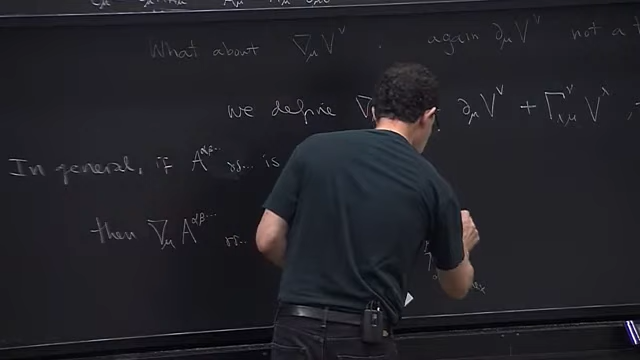 What about ∇_μ V^ν . again ∂_μ V^ν not a
we define ∇ ∂_μ V^ν + Γ^ν_{λμ} V^λ ;
In general, if A^{αβ...}_{γδ...} is
then ∇_μ A^{αβ...}_{γδ...}